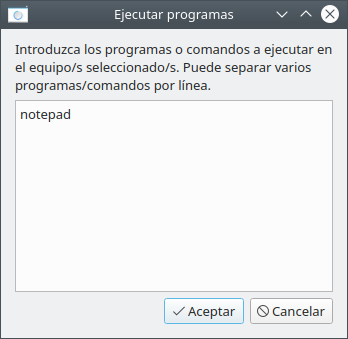 Ejecutar programas
Introduzca los programas o comandos a ejecutar en
el equipo/s seleccionado/s. Puede separar varios
programas/comandos por línea.
notepad
Aceptar
Cancelar